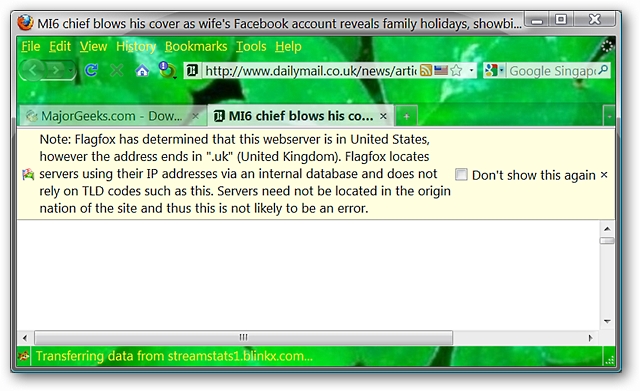 MI6 chief blows his cover as wife's Facebook account reveals family holidays, showbi...
File Edit View History Bookmarks Tools Help
http://www.dailymail.co.uk/news/artic Google Singap
MajorGeeks.com - Dow... MI6 chief blows his co...
Note: Flagfox has determined that this webserver is in United States,
however the address ends in ".uk" (United Kingdom). Flagfox locates
servers using their IP addresses via an internal database and does not
rely on TLD codes such as this. Servers need not be located in the origin
nation of the site and thus this is not likely to be an error.
Don't show this again
Transferring data from streamstats1.blinkx.com...